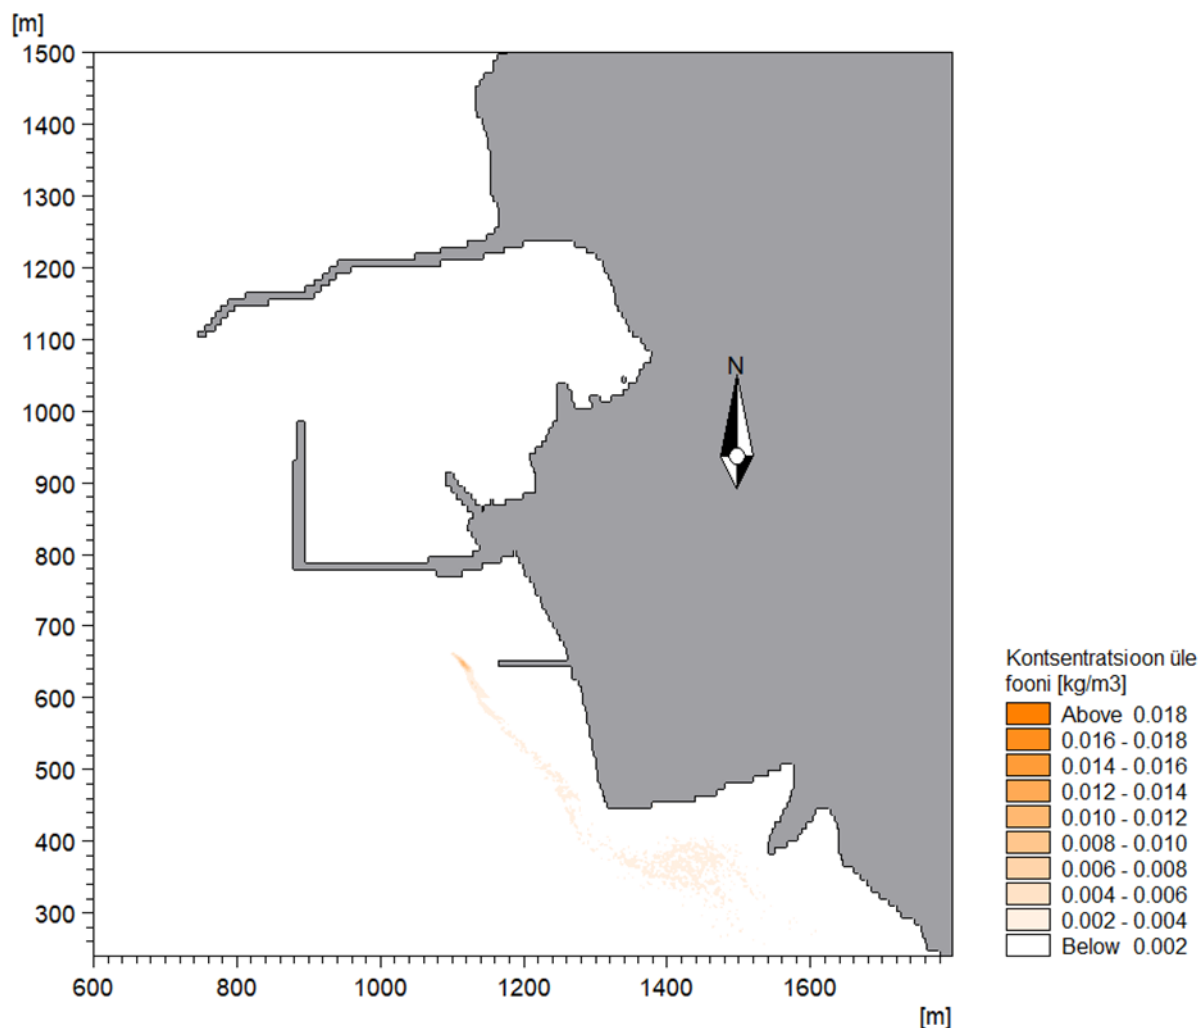 [m]
1500
1400
1300
1200
1100
1000
900
800
700
600
500
400
300
600 800 1000 1200 1400 1600
[m]
N
Kontsentratsioon üle
fooni [kg/m3]
Above 0.018
0.016 - 0.018
0.014 - 0.016
0.012 - 0.014
0.010 - 0.012
0.008 - 0.010
0.006 - 0.008
0.004 - 0.006
0.002 - 0.004
Below 0.002